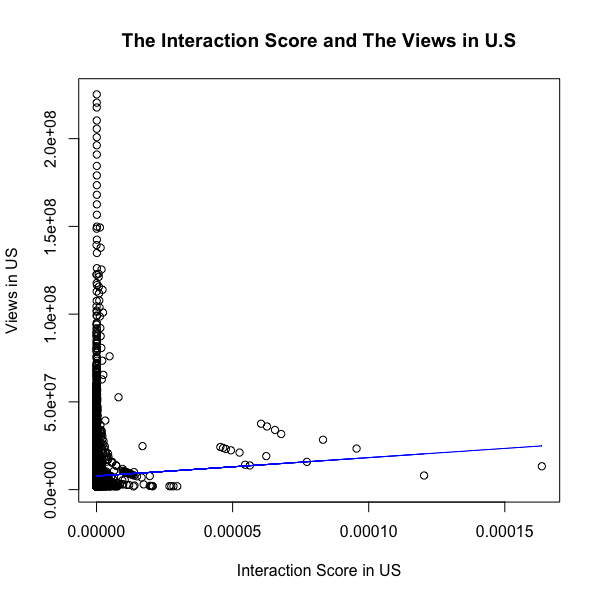 The Interaction Score and The Views in U.S
Views in US
2.0e+08
1.5e+08
1.0e+08
5.0e+07
0.0e+00
0.00000 0.00005 0.00010 0.00015
Interaction Score in US